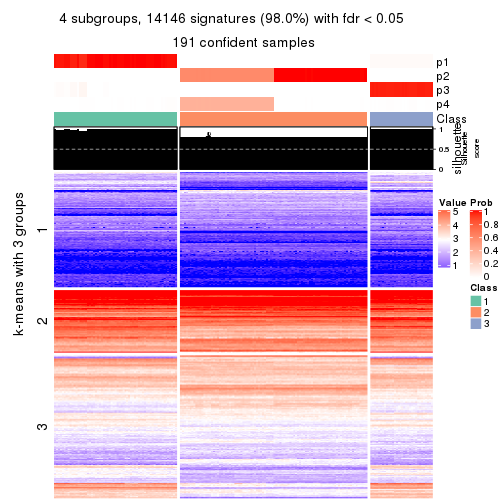 4 subgroups, 14146 signatures (98.0%) with fdr < 0.05
191 confident samples
p1
p2
p3
p4
Class
silhouette
Silhouette
score
1
0.5
0
k-means with 3 groups
1
2
3
Value
5
4
3
2
1
Prob
1
0.8
0.6
0.4
0.2
0
Class
1
2
3